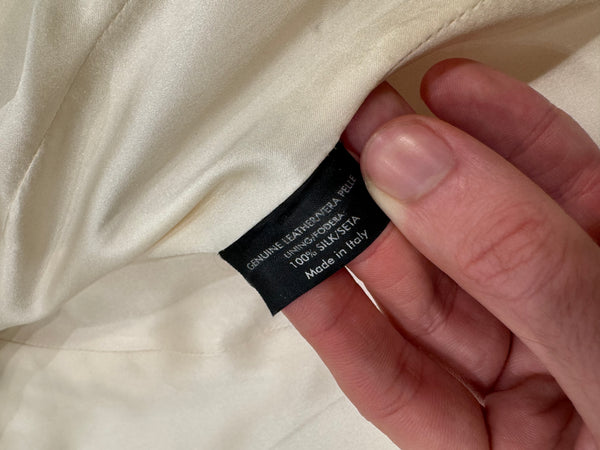 GENUINE LEATHER/VERA PELLE
LINING/FODERA
100% SILK/SETA
Made in Italy